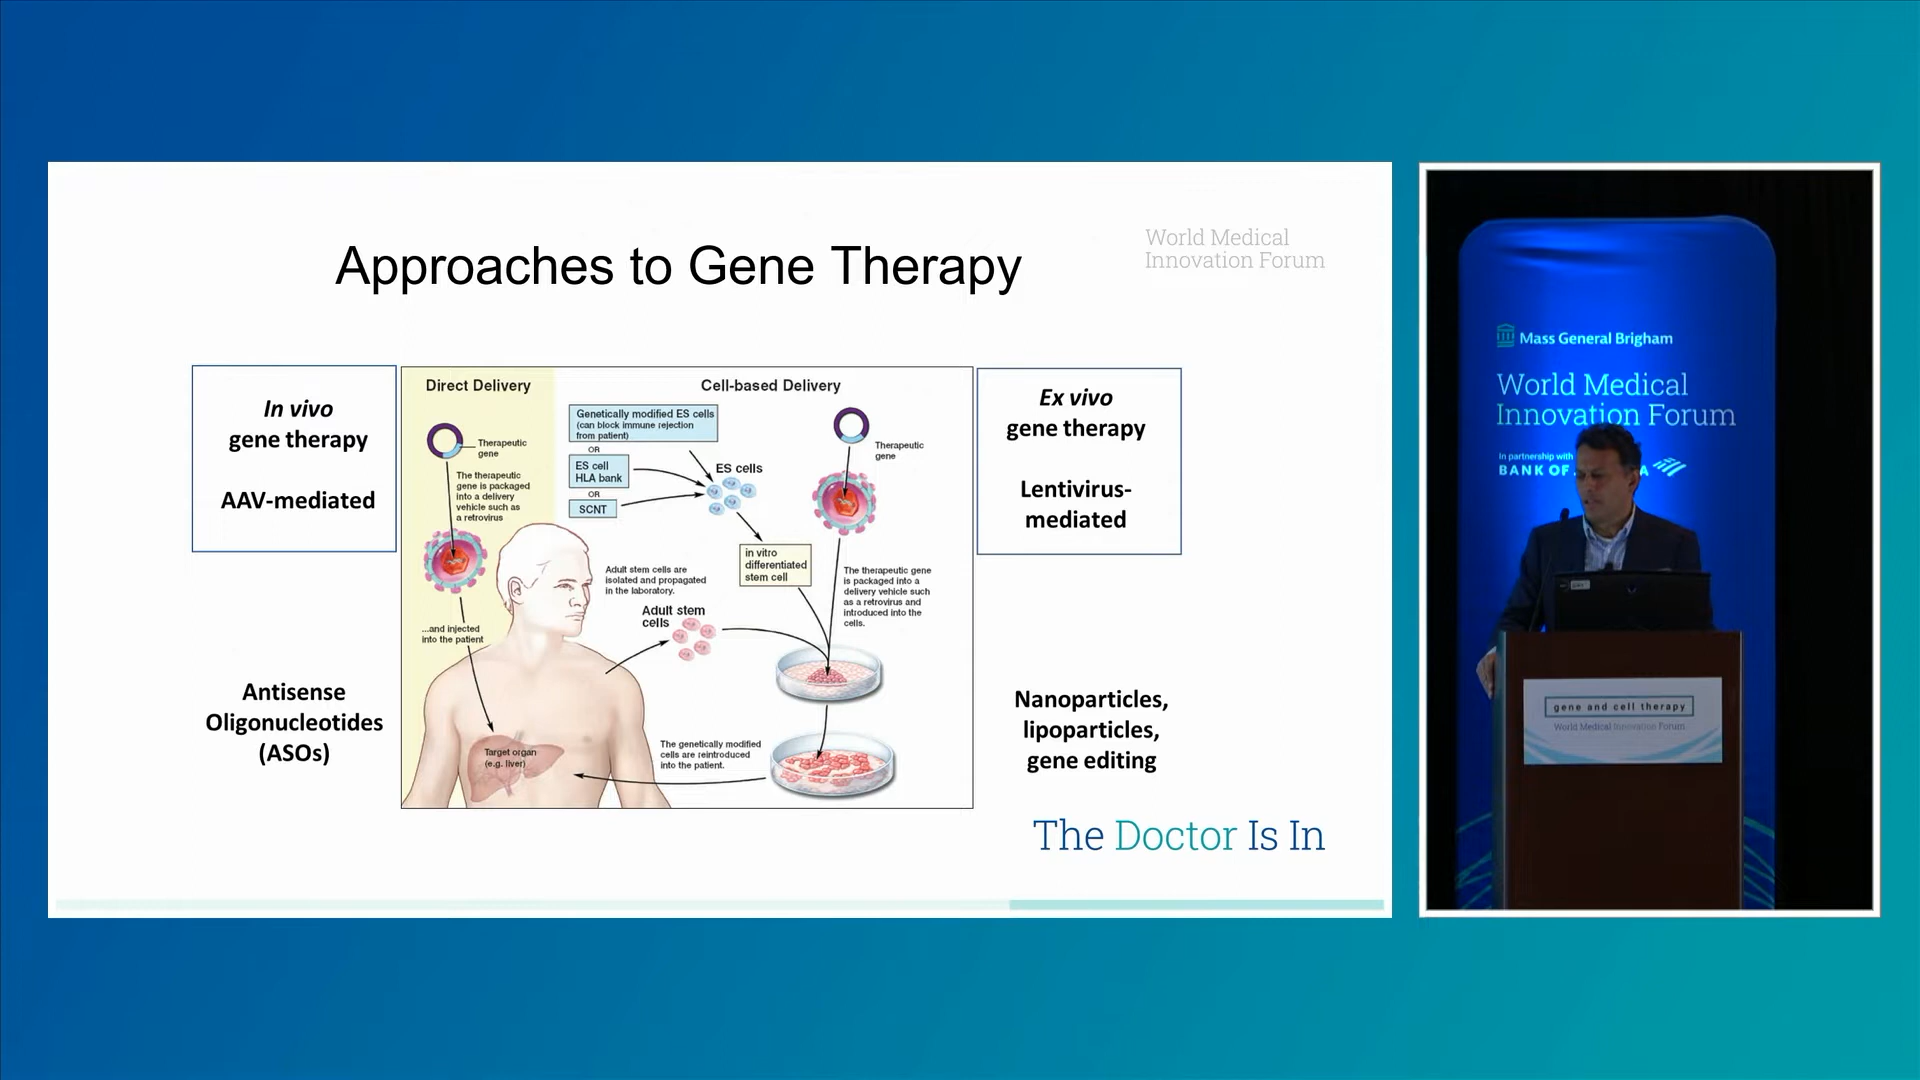 Approaches to Gene Therapy
World Medical
Innovation Forum
In vivo
gene therapy
AAV-mediated
Antisense
Oligonucleotides
(ASOs)
Direct Delivery
Therapeutic
gene
The therapeutic
gene is packaged
into a delivery
vehicle such as
a retrovirus
...and injected
into the patient
Target organ
(e.g. liver)
Cell-based Delivery
Genetically modified ES cells
(can block immune rejection
from patient)
OR
ES cell
HLA bank
OR
SCNT
ES cells
in vitro
differentiated
stem cell
Adult stem cells are
isolated and propagated
in the laboratory.
Adult stem
cells
Therapeutic
gene
The therapeutic gene
is packaged into a
delivery vehicle such
as a retrovirus and
introduced into the
cells.
The genetically modified
cells are reintroduced
into the patient.
Ex vivo
gene therapy
Lentivirus-
mediated
Nanoparticles,
lipoparticles,
gene editing
The Doctor Is In
Mass General Brigham
World Medical
Innovation Forum
In partnership with
BANK OF A
gene and cell therapy
World Medical Innovation Forum